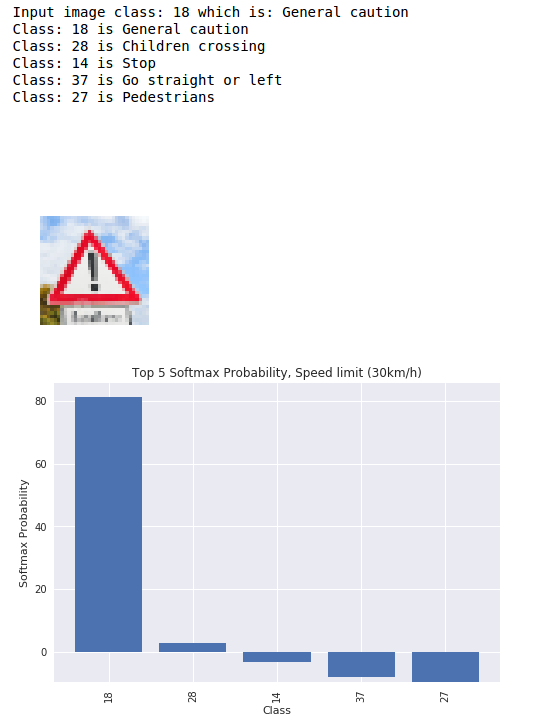 Input image class: 18 which is: General caution
Class: 18 is General caution
Class: 28 is Children crossing
Class: 14 is Stop
Class: 37 is Go straight or left
Class: 27 is Pedestrians
Top 5 Softmax Probability, Speed limit (30km/h)
80
60
40
20
0
Softmax Probability
18 28 14 37 27
Class